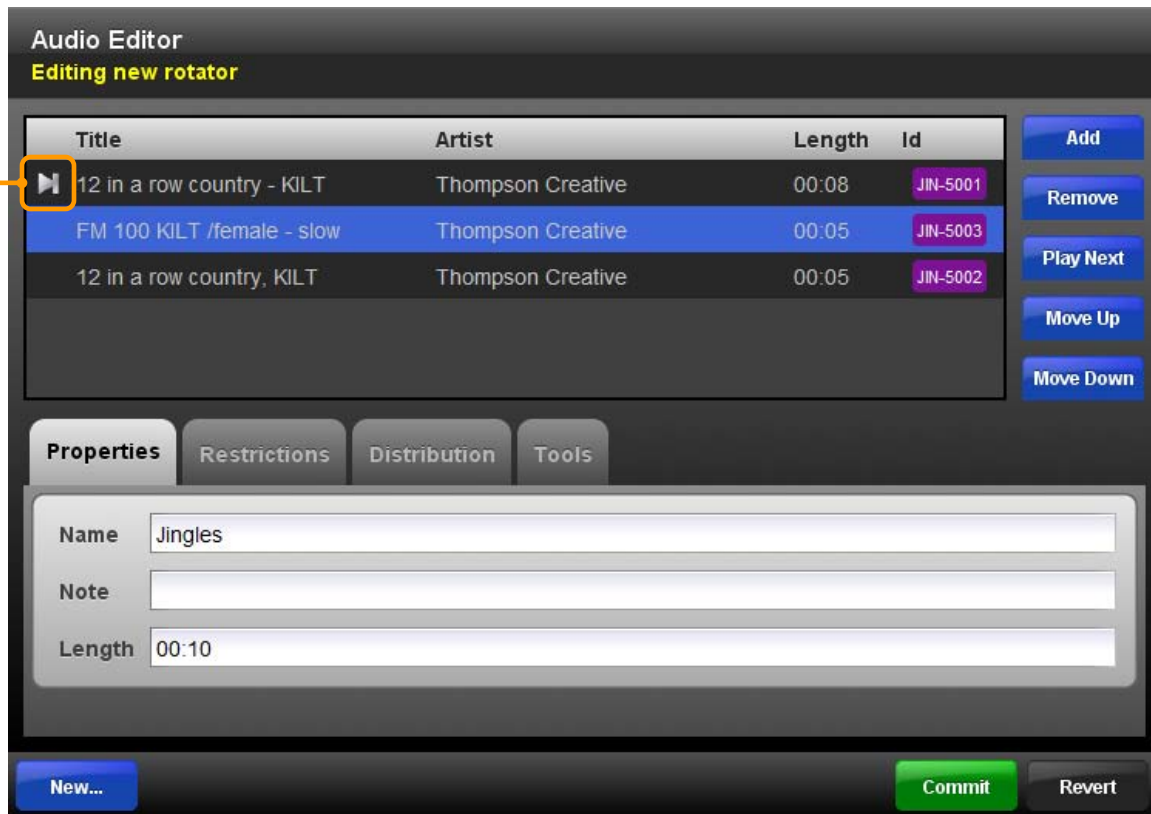 Audio Editor
Editing new rotator
Title Artist Length Id
12 in a row country - KILT Thompson Creative 00:08 JIN-5001
FM 100 KILT /female - slow Thompson Creative 00:05 JIN-5003
12 in a row country, KILT Thompson Creative 00:05 JIN-5002
Add
Remove
Play Next
Move Up
Move Down
Properties Restrictions Distribution Tools
Name Jingles
Note
Length 00:10
New... Commit Revert